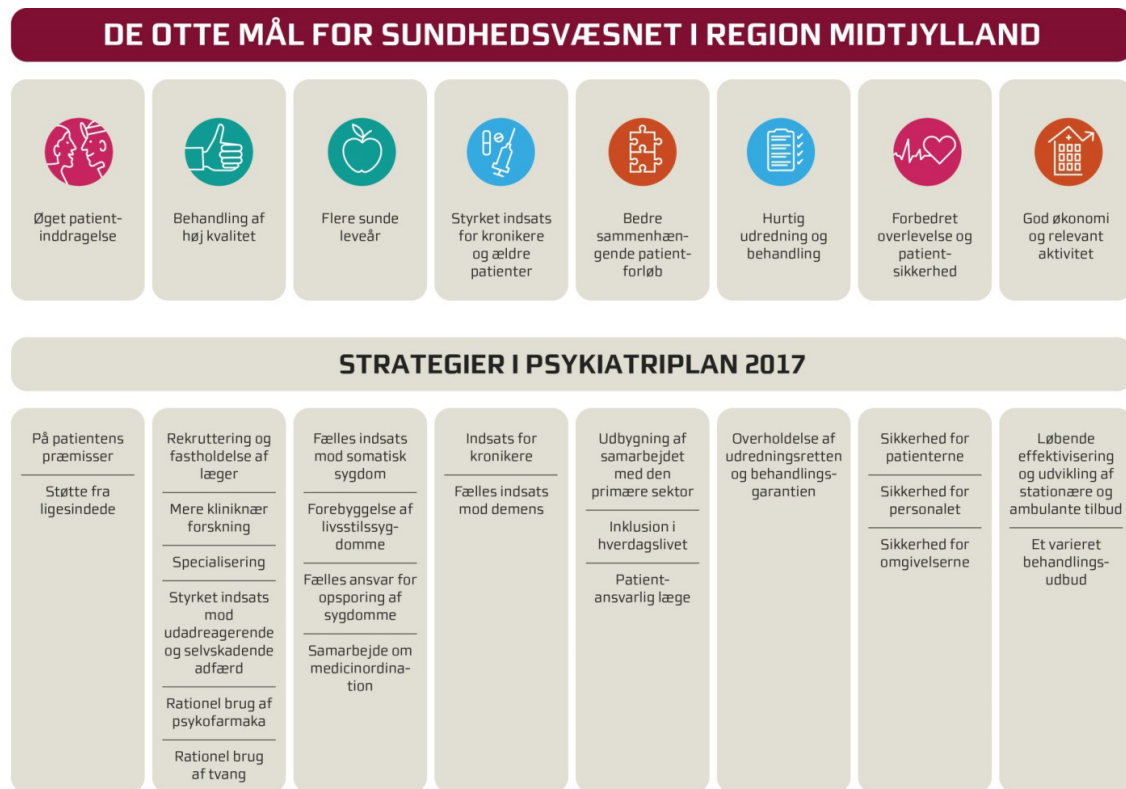 DE OTTE MÅL FOR SUNDHEDSVÆSNET I REGION MIDTJYLLAND
Øget patient-
inddragelse
Behandling af
høj kvalitet
Flere sunde
leveår
Styrket indsats
for kronikere
og ældre
patienter
Bedre
sammenhæn-
gende patient-
forløb
Hurtig
udredning og
behandling
Forbedret
overlevelse og
patient-
sikkerhed
God økonomi
og relevant
aktivitet
STRATEGIER I PSYKIATRIPLAN 2017
På patientens
præmisser
Støtte fra
ligesindede
Rekruttering og
fastholdelse af
læger
Mere kliniknær
forskning
Specialisering
Styrket indsats
mod
udadreagerende
og selvskadende
adfærd
Rationel brug af
psykofarmaka
Rationel brug
af tvang
Fælles indsats
mod somatisk
sygdom
Forebyggelse af
livsstilssyg-
domme
Fælles ansvar for
opsporing af
sygdomme
Samarbejde om
medicinordina-
tion
Indsats for
kronikere
Fælles indsats
mod demens
Udbygning af
samarbejdet
med den
primære sektor
Inklusion i
hverdagslivet
Patient-
ansvarlig læge
Overholdelse af
udredningsretten
og behandlings-
garantien
Sikkerhed for
patienterne
Sikkerhed for
personalet
Sikkerhed for
omgivelserne
Løbende
effektivisering
og udvikling af
stationære og
ambulante tilbud
Et varieret
behandlings-
udbud